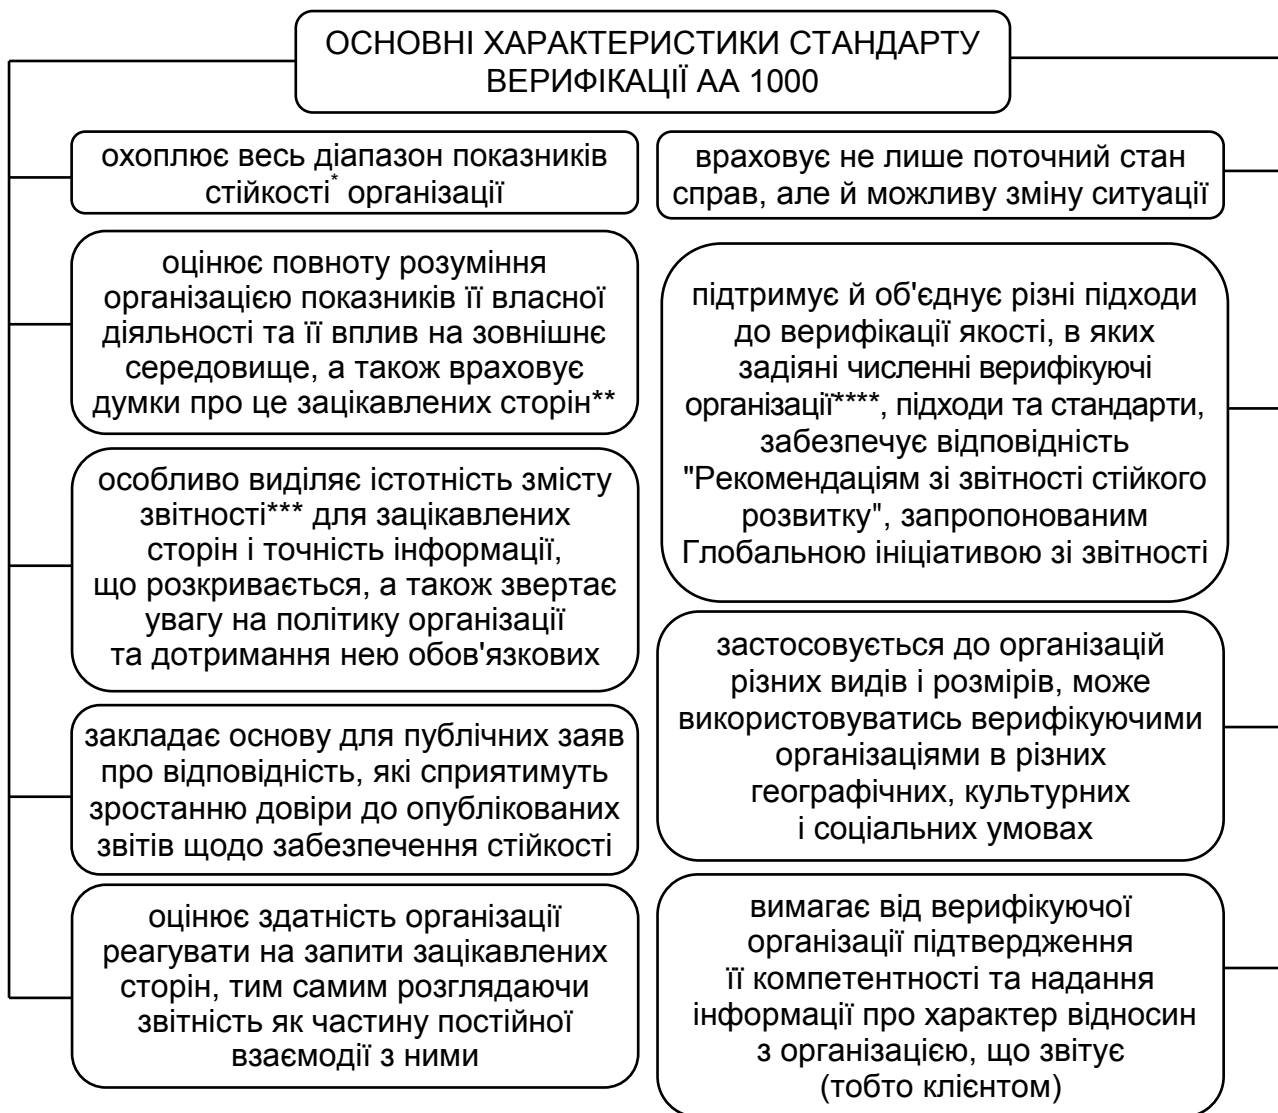 ОСНОВНІ ХАРАКТЕРИСТИКИ СТАНДАРТУ
ВЕРИФІКАЦІЇ АА 1000
охоплює весь діапазон показників
стійкості* організації
оцінює повноту розуміння
організацією показників її власної
діяльності та її вплив на зовнішнє
середовище, а також враховує
думки про це зацікавлених сторін**
особливо виділяє істотність змісту
звітності*** для зацікавлених
сторін і точність інформації,
що розкривається, а також звертає
увагу на політику організації
та дотримання нею обов'язкових
закладає основу для публічних заяв
про відповідність, які сприятимуть
зростанню довіри до опублікованих
звітів щодо забезпечення стійкості
оцінює здатність організації
реагувати на запити зацікавлених
сторін, тим самим розглядаючи
звітність як частину постійної
взаємодії з ними
враховує не лише поточний стан
справ, але й можливу зміну ситуації
підтримує й об'єднує різні підходи
до верифікації якості, в яких
задіяні численні верифікуючі
організації****, підходи та стандарти,
забезпечує відповідність
"Рекомендаціям зі звітності стійкого
розвитку", запропонованим
Глобальною ініціативою зі звітності
застосовується до організацій
різних видів і розмірів, може
використовуватись верифікуючими
організаціями в різних
географічних, культурних
і соціальних умовах
вимагає від верифікуючої
організації підтвердження
її компетентності та надання
інформації про характер відносин
з організацією, що звітує
(тобто клієнтом)